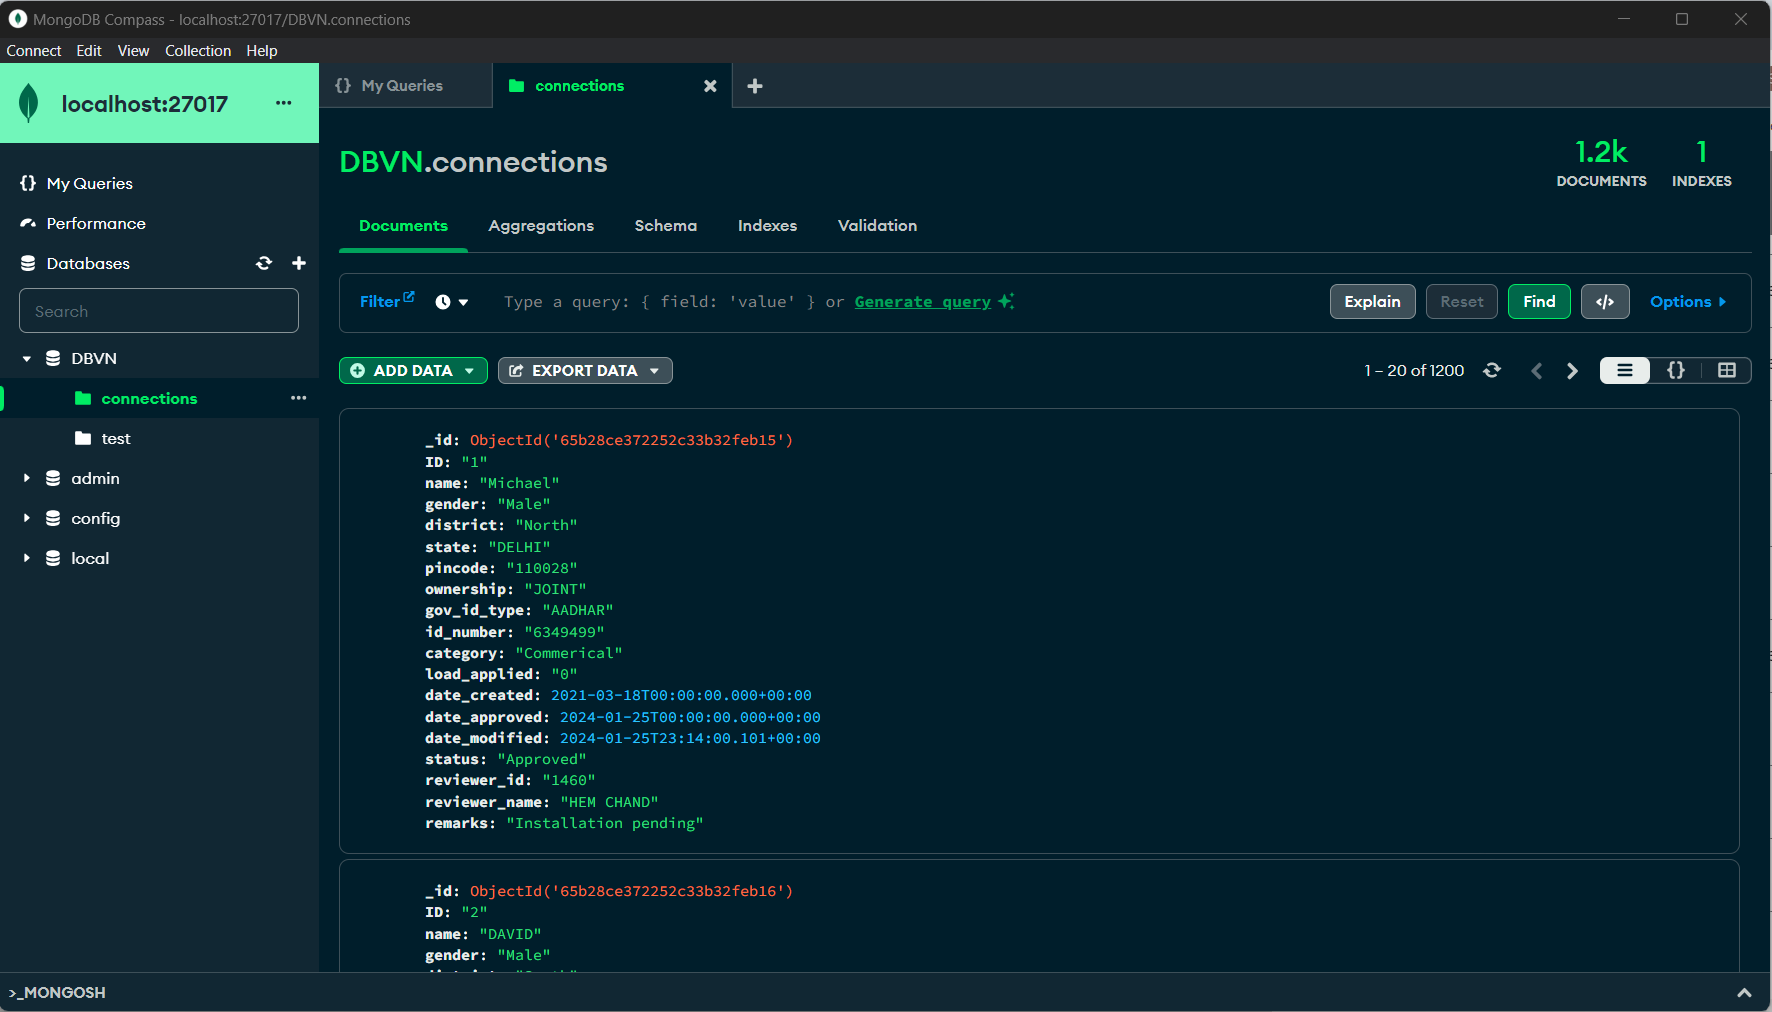 MongoDB Compass - localhost:27017/DBVN.connections
Connect Edit View Collection Help
localhost:27017 ...
{} My Queries
Performance
Databases
Search
DBVN
connections ...
test
admin
config
local
{} My Queries
connections
DBVN.connections
1.2k
DOCUMENTS
1
INDEXES
Documents Aggregations Schema Indexes Validation
Filter Type a query: { field: 'value' } or Generate query Explain Reset Find </> Options
ADD DATA EXPORT DATA 1 – 20 of 1200 {}
_id: ObjectId('65b28ce372252c33b32feb15')
ID: "1"
name: "Michael"
gender: "Male"
district: "North"
state: "DELHI"
pincode: "110028"
ownership: "JOINT"
gov_id_type: "AADHAR"
id_number: "6349499"
category: "Commerical"
load_applied: "0"
date_created: 2021-03-18T00:00:00.000+00:00
date_approved: 2024-01-25T00:00:00.000+00:00
date_modified: 2024-01-25T23:14:00.101+00:00
status: "Approved"
reviewer_id: "1460"
reviewer_name: "HEM CHAND"
remarks: "Installation pending"
_id: ObjectId('65b28ce372252c33b32feb16')
ID: "2"
name: "DAVID"
gender: "Male"
>_MONGOSH